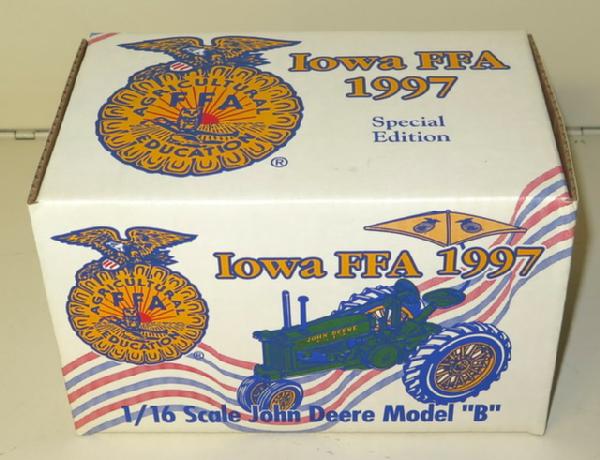 Iowa FFA
1997
Special
Edition
AGRICULTURAL
FFA
EDUCATION
®
Iowa FFA 1997
AGRICULTURAL
FFA
EDUCATION
®
JOHN DEERE
1/16 Scale John Deere Model "B"